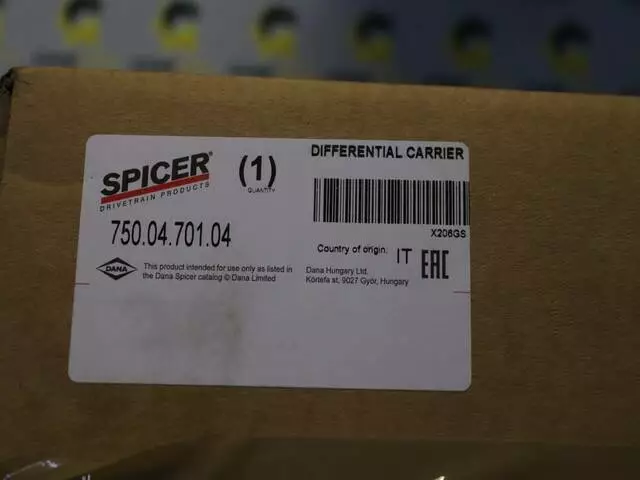 SPICER®
DRIVETRAIN PRODUCTS
(1)
QUANTITY
DIFFERENTIAL CARRIER
X206GS
750.04.701.04
Country of origin: IT
EAC
DANA
This product intended for use only as listed in
the Dana Spicer catalog © Dana Limited
Dana Hungary Ltd.
Körtefa st, 9027 Győr, Hungary